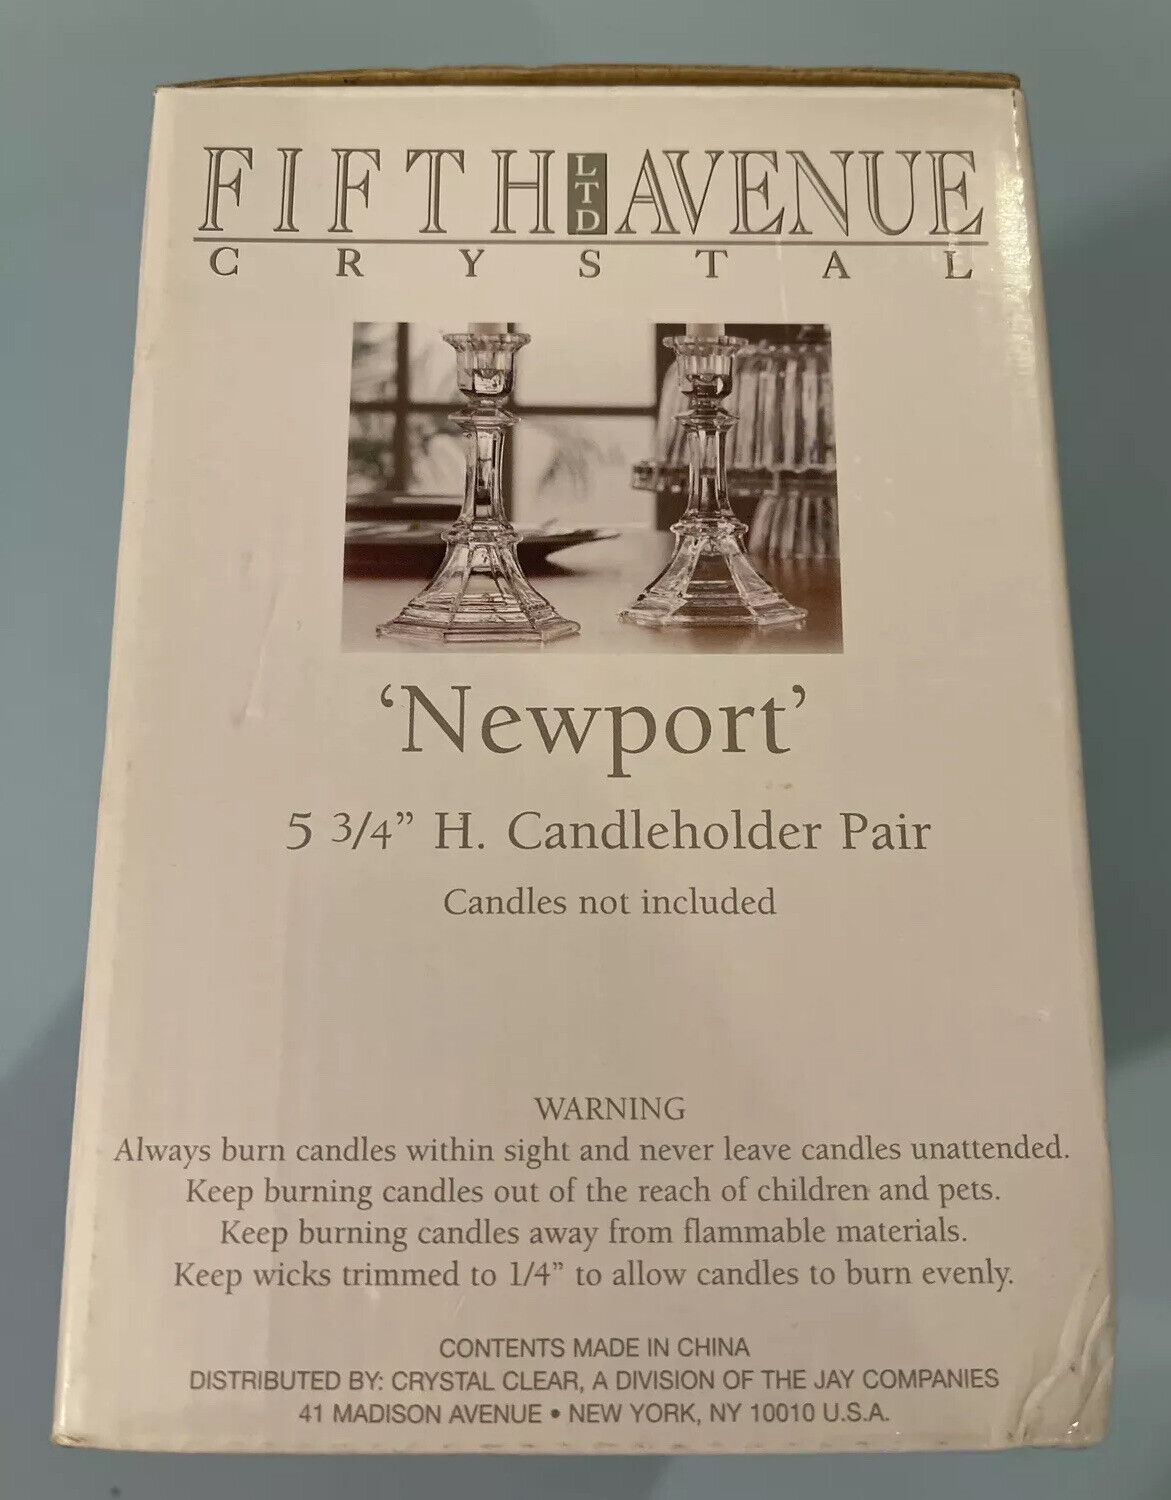 FIFTH LTD AVENUE
CRYSTAL
‘Newport’
5 3/4” H. Candleholder Pair
Candles not included
WARNING
Always burn candles within sight and never leave candles unattended.
Keep burning candles out of the reach of children and pets.
Keep burning candles away from flammable materials.
Keep wicks trimmed to 1/4” to allow candles to burn evenly.
CONTENTS MADE IN CHINA
DISTRIBUTED BY: CRYSTAL CLEAR, A DIVISION OF THE JAY COMPANIES
41 MADISON AVENUE • NEW YORK, NY 10010 U.S.A.